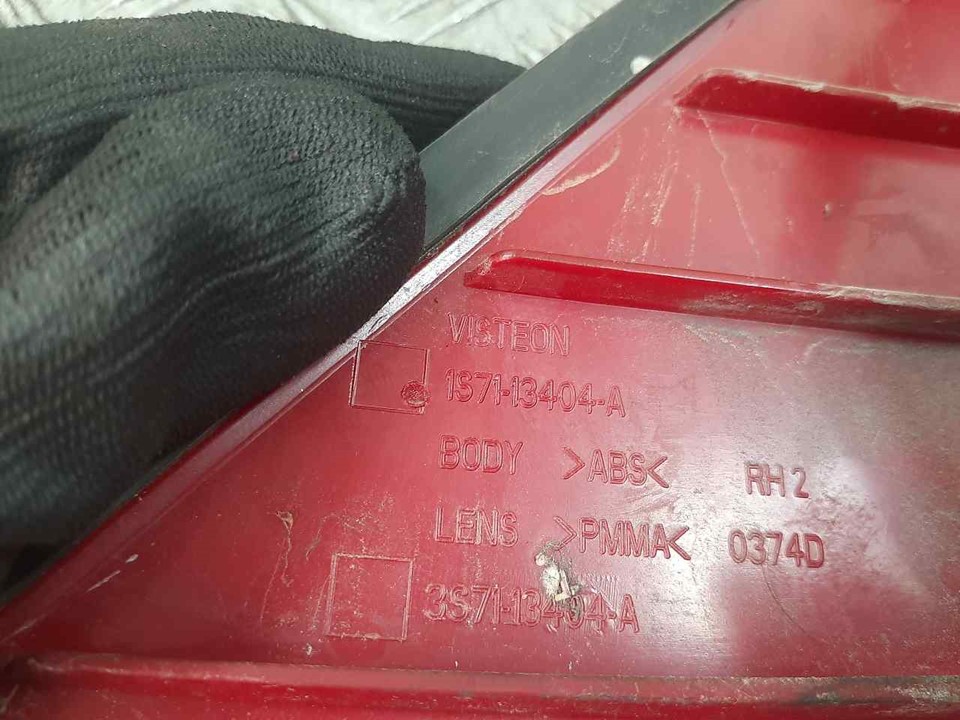 VISTEON
1S71-13404-A
BODY >ABS< RH 2
LENS >PMMA< 0374D
3S71-13404-A